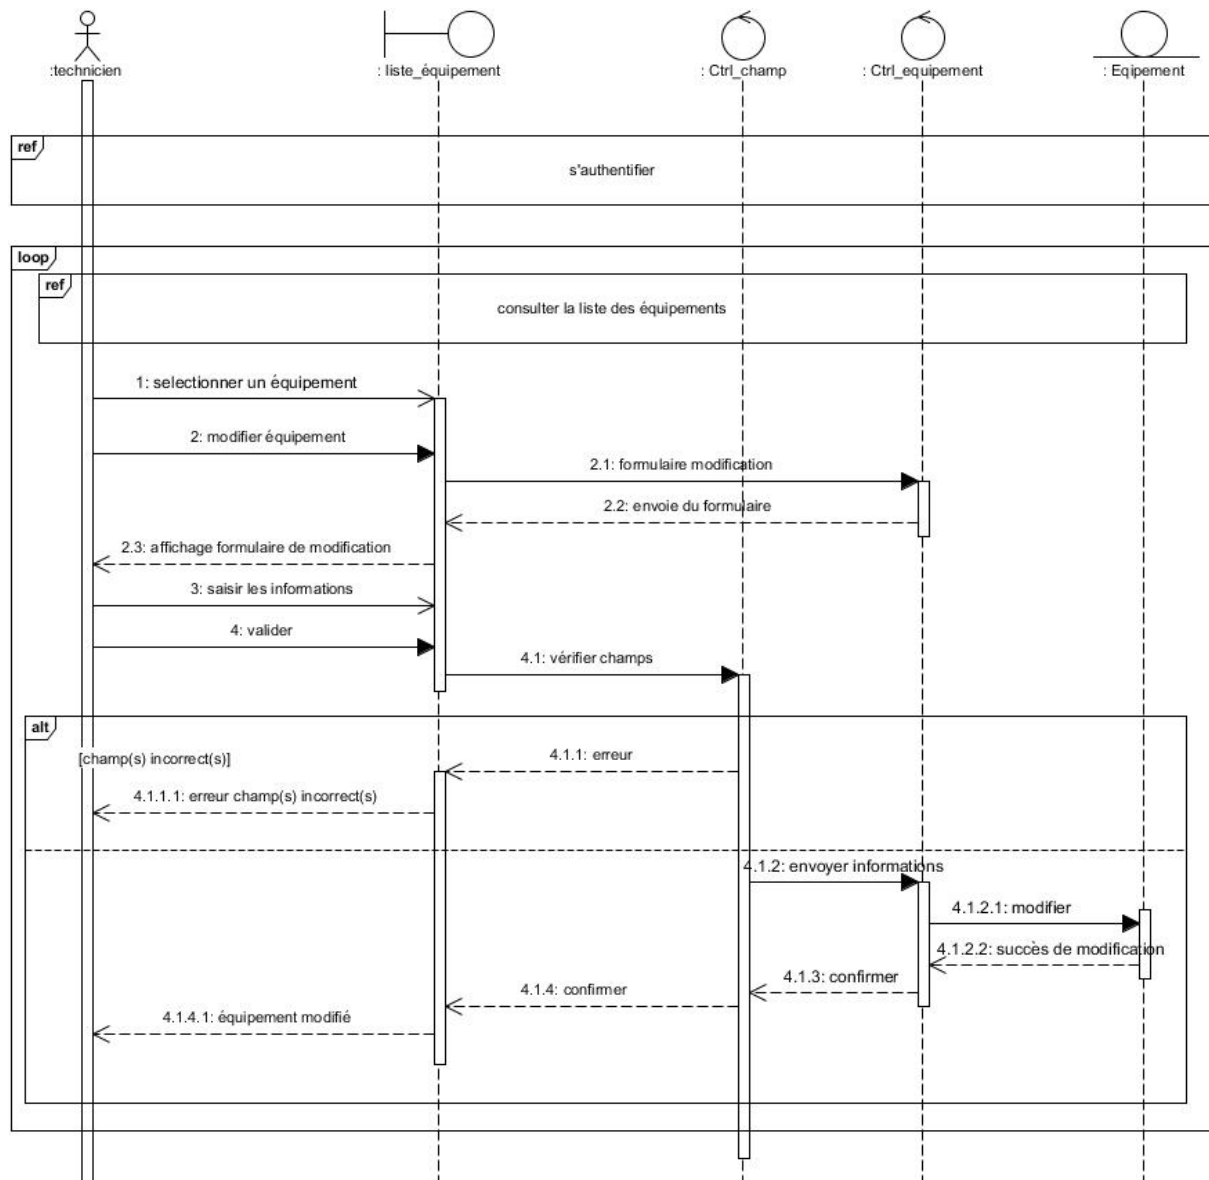 :technicien
: liste_équipement
: Ctrl_champ
: Ctrl_equipement
: Eqipement
ref
s'authentifier
loop
ref
consulter la liste des équipements
1: selectionner un équipement
2: modifier équipement
2.1: formulaire modification
2.2: envoie du formulaire
2.3: affichage formulaire de modification
3: saisir les informations
4: valider
4.1: vérifier champs
alt
[champ(s) incorrect(s)]
4.1.1: erreur
4.1.1.1: erreur champ(s) incorrect(s)
4.1.2: envoyer informations
4.1.2.1: modifier
4.1.2.2: succès de modification
4.1.3: confirmer
4.1.4: confirmer
4.1.4.1: équipement modifié